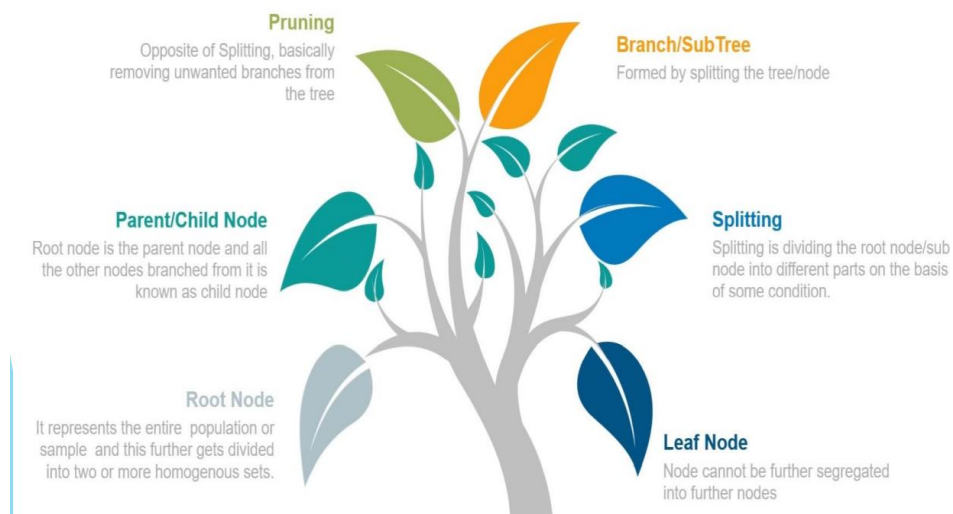 Pruning
Opposite of Splitting, basically
removing unwanted branches from
the tree
Branch/SubTree
Formed by splitting the tree/node
Parent/Child Node
Root node is the parent node and all
the other nodes branched from it is
known as child node
Splitting
Splitting is dividing the root node/sub
node into different parts on the basis
of some condition.
Root Node
It represents the entire population or
sample and this further gets divided
into two or more homogenous sets.
Leaf Node
Node cannot be further segregated
into further nodes